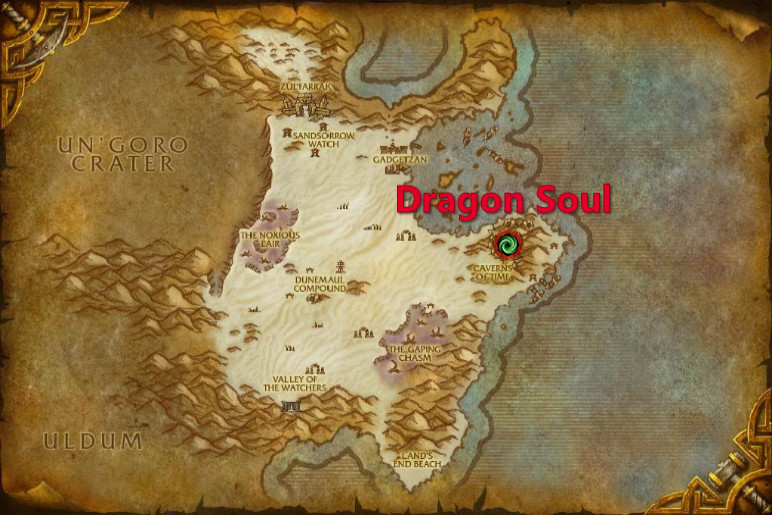 ZUL'FARRAK
UN'GORO
CRATER
SANDSORROW
WATCH
GADGETZAN
Dragon Soul
THE NOXIOUS
LAIR
CAVERNS
OF TIME
DUNEMAUL
COMPOUND
THE GAPING
CHASM
VALLEY OF
THE WATCHERS
ULDUM
LAND'S
END BEACH